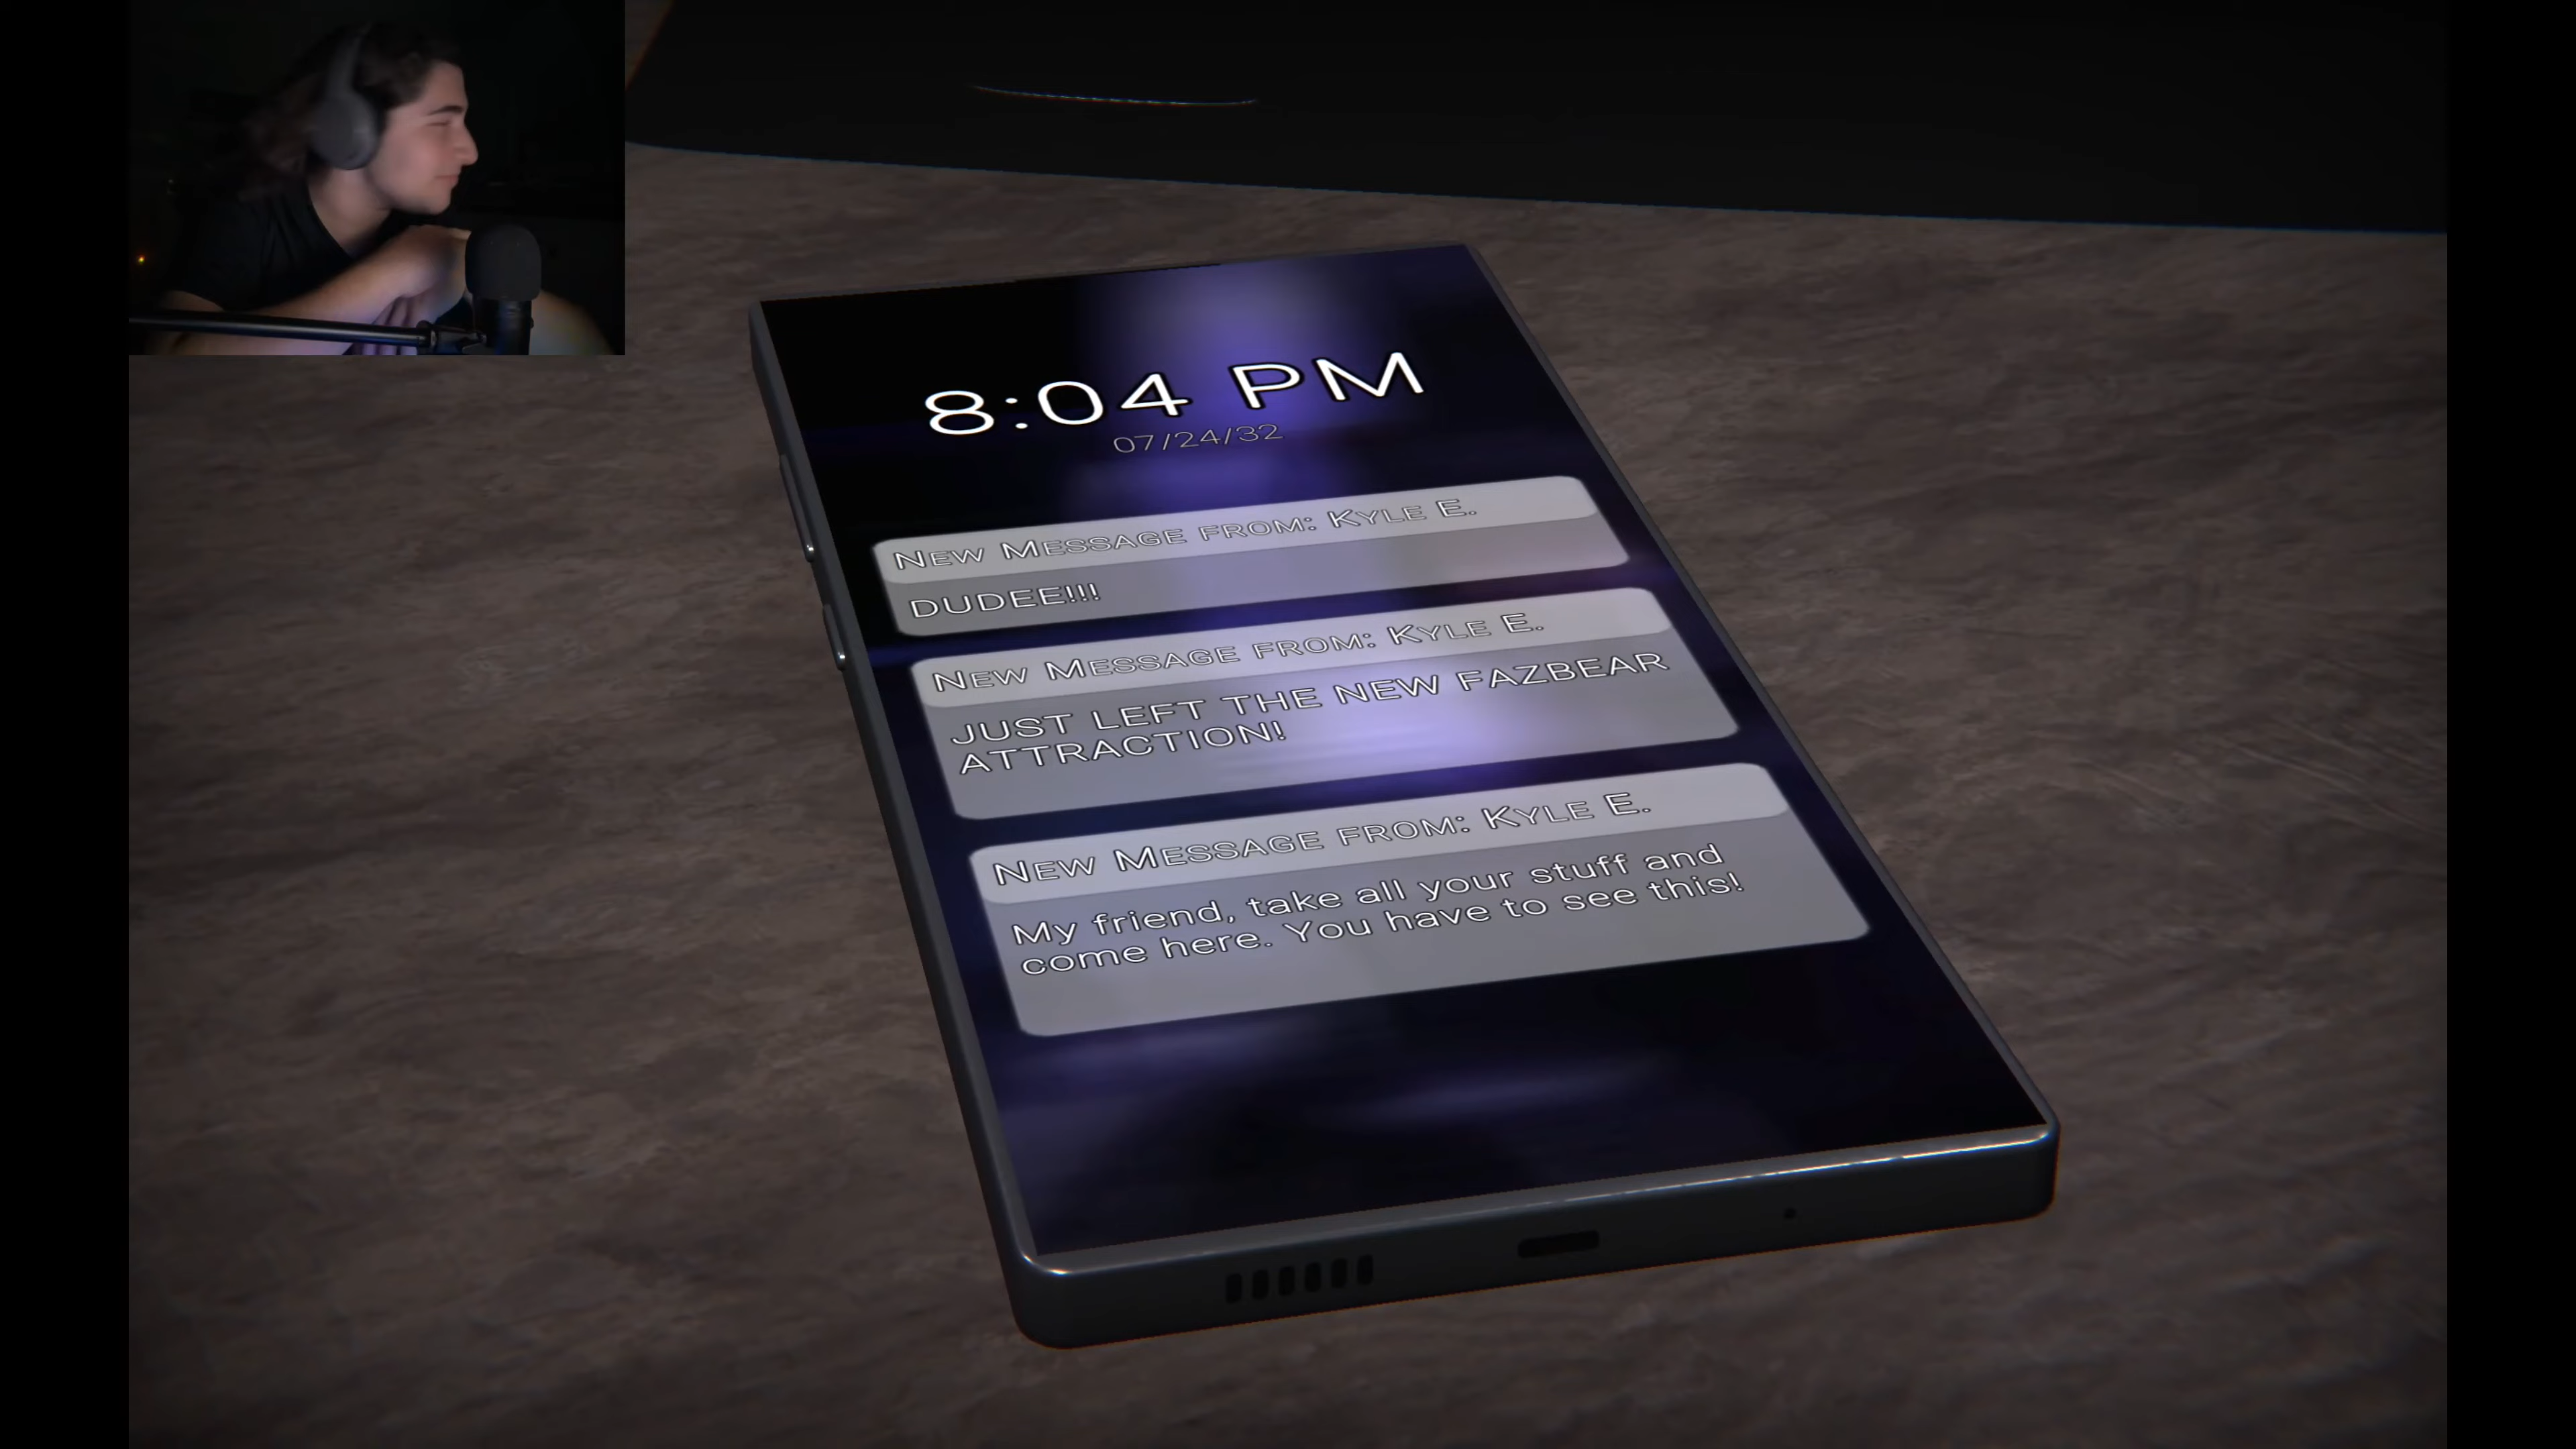 8:04 PM
07/24/32
New Message from: Kyle E.
DUDEE!!!
New Message from: Kyle E.
JUST LEFT THE NEW FAZBEAR
ATTRACTION!
New Message from: Kyle E.
My friend, take all your stuff and
come here. You have to see this!